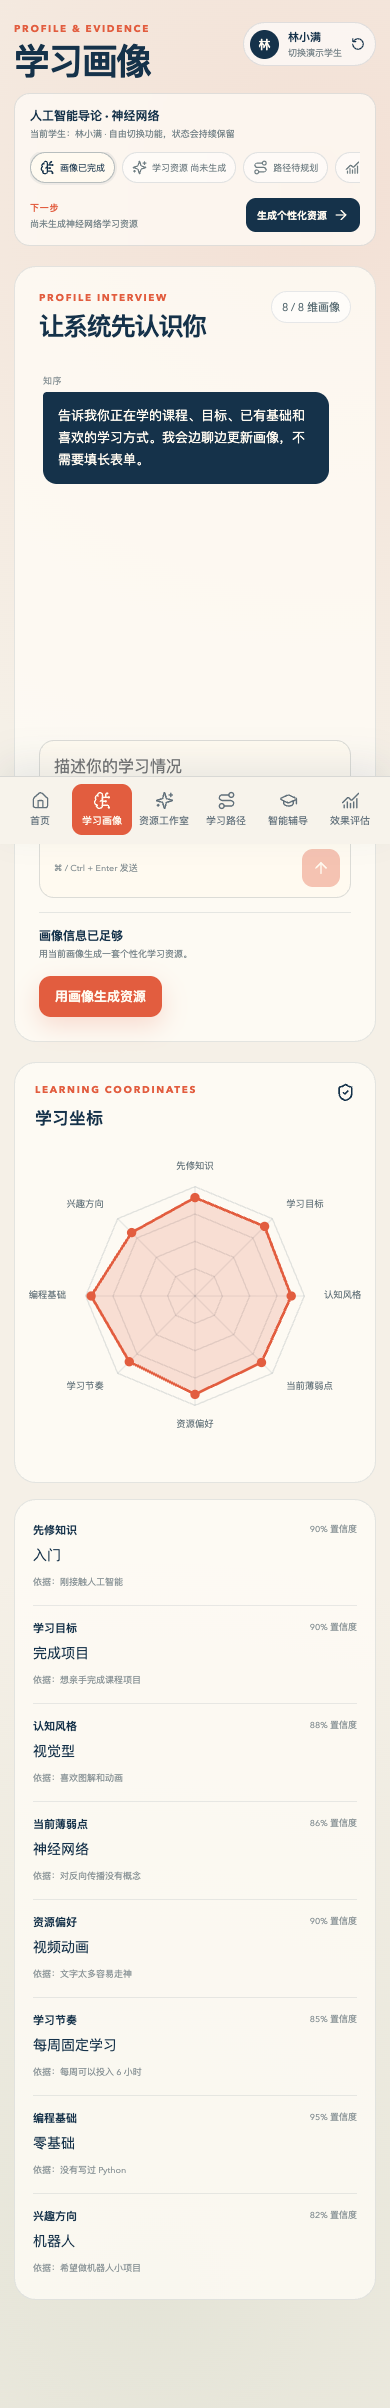 PROFILE & EVIDENCE
学习画像
林
林小满
切换演示学生
人工智能导论 · 神经网络
当前学生：林小满 · 自由切换功能，状态会持续保留
画像已完成
学习资源 尚未生成
路径待规划
下一步
尚未生成神经网络学习资源
生成个性化资源
PROFILE INTERVIEW
让系统先认识你
8 / 8 维画像
知序
告诉我你正在学的课程、目标、已有基础和
喜欢的学习方式。我会边聊边更新画像，不
需要填长表单。
描述你的学习情况
首页
学习画像
资源工作室
学习路径
智能辅导
效果评估
⌘ / Ctrl + Enter 发送
画像信息已足够
用当前画像生成一套个性化学习资源。
用画像生成资源
LEARNING COORDINATES
学习坐标
先修知识
兴趣方向
学习目标
编程基础
认知风格
学习节奏
当前薄弱点
资源偏好
先修知识
90% 置信度
入门
依据：刚接触人工智能
学习目标
90% 置信度
完成项目
依据：想亲手完成课程项目
认知风格
88% 置信度
视觉型
依据：喜欢图解和动画
当前薄弱点
86% 置信度
神经网络
依据：对反向传播没有概念
资源偏好
90% 置信度
视频动画
依据：文字太多容易走神
学习节奏
85% 置信度
每周固定学习
依据：每周可以投入 6 小时
编程基础
95% 置信度
零基础
依据：没有写过 Python
兴趣方向
82% 置信度
机器人
依据：希望做机器人小项目